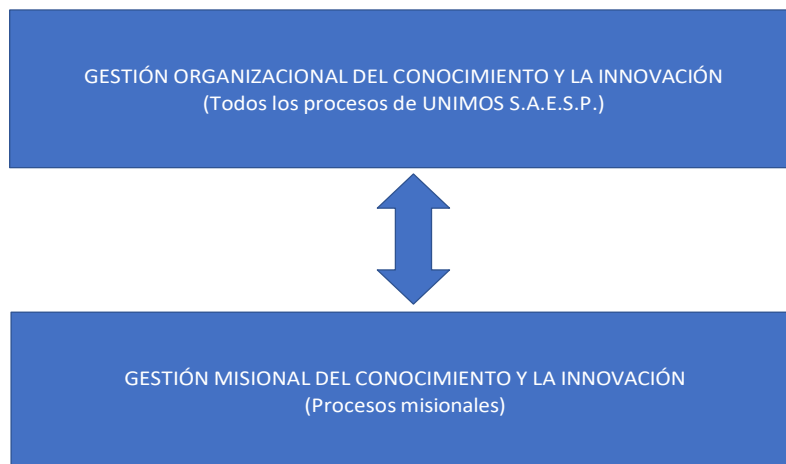 GESTIÓN ORGANIZACIONAL DEL CONOCIMIENTO Y LA INNOVACIÓN
(Todos los procesos de UNIMOS S.A.E.S.P.)
GESTIÓN MISIONAL DEL CONOCIMIENTO Y LA INNOVACIÓN
(Procesos misionales)